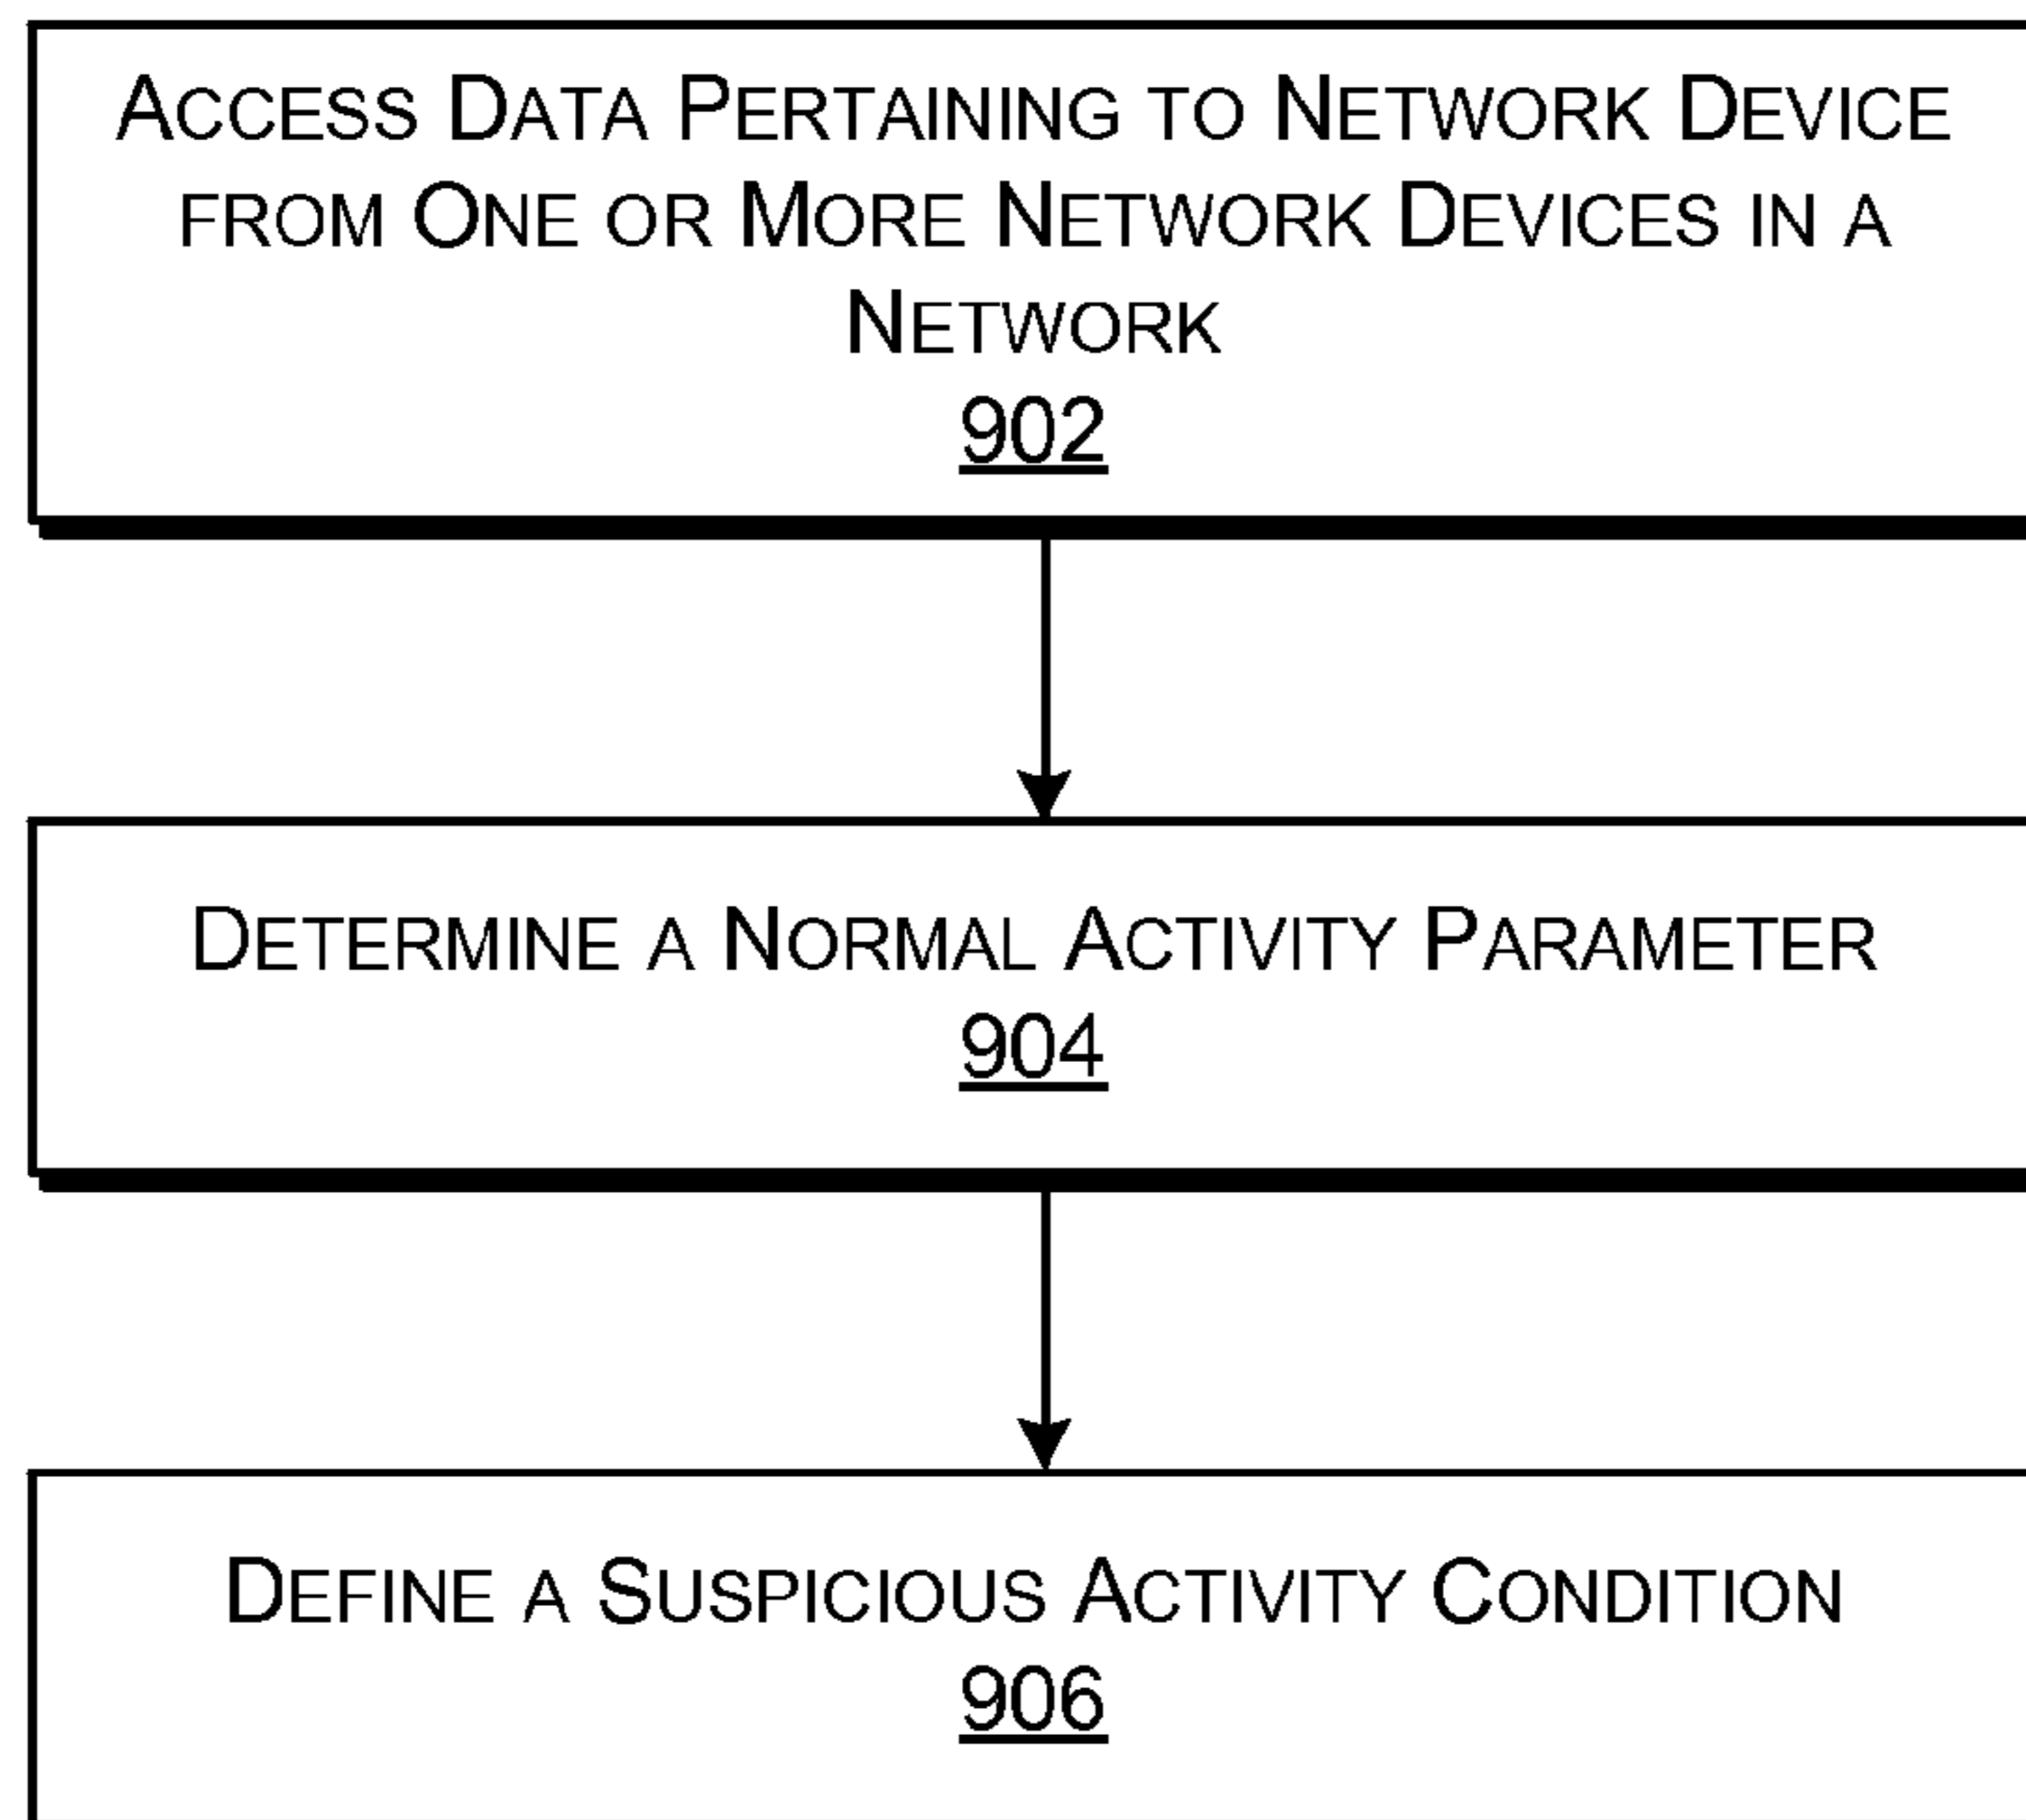 ACCESS DATA PERTAINING TO NETWORK DEVICE
FROM ONE OR MORE NETWORK DEVICES IN A
NETWORK
902
DETERMINE A NORMAL ACTIVITY PARAMETER
904
DEFINE A SUSPICIOUS ACTIVITY CONDITION
906